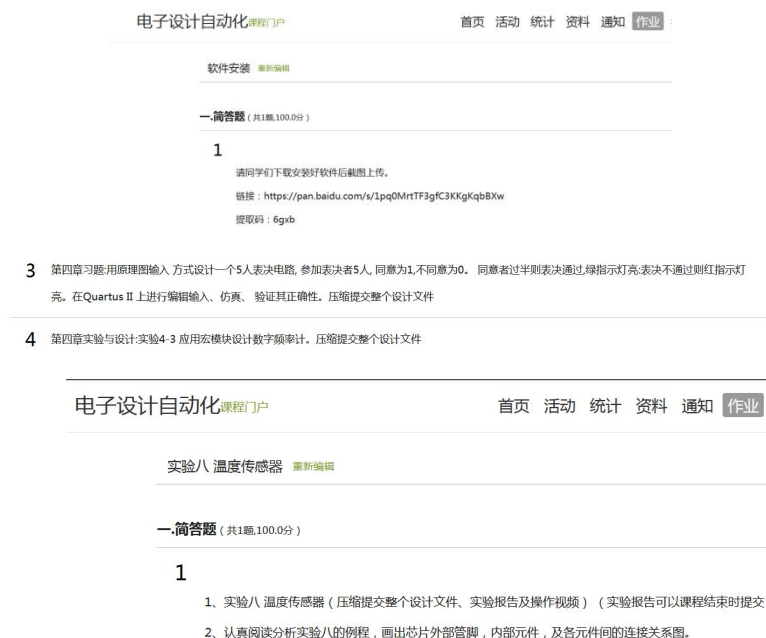 电子设计自动化课程门户 首页 活动 统计 资料 通知 作业
软件安装 重新编辑
一.简答题 ( 共1题,100.0分 )
1
请同学们下载安装好软件后截图上传。
链接：https://pan.baidu.com/s/1pq0MrtTF3gfC3KKgKqbBXw
提取码：6gxb
3 第四章习题:用原理图输入 方式设计一个5人表决电路, 参加表决者5人, 同意为1,不同意为0。 同意者过半则表决通过,绿指示灯亮:表决不通过则红指示灯
亮。在Quartus II 上进行编辑输入、仿真、 验证其正确性。压缩提交整个设计文件
4 第四章实验与设计:实验4-3 应用宏模块设计数字频率计。压缩提交整个设计文件
电子设计自动化课程门户 首页 活动 统计 资料 通知 作业
实验八 温度传感器 重新编辑
一.简答题 ( 共1题,100.0分 )
1
1、实验八 温度传感器（压缩提交整个设计文件、实验报告及操作视频）（实验报告可以课程结束时提交
2、认真阅读分析实验八的例程，画出芯片外部管脚，内部元件，及各元件间的连接关系图。